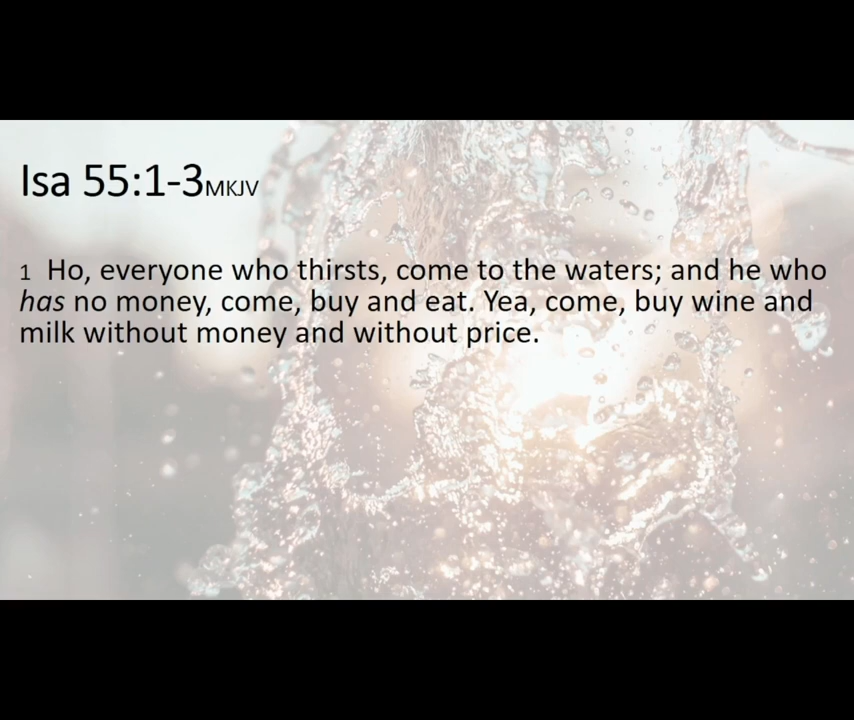 Isa 55:1-3MKJV
1 Ho, everyone who thirsts, come to the waters; and he who
has no money, come, buy and eat. Yea, come, buy wine and
milk without money and without price.